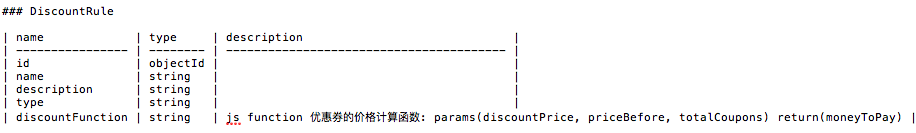 ### DiscountRule
| name | type | description |
| ---------------- | -------- | ---------------------------------------- |
| id | objectId | |
| name | string | |
| description | string | |
| type | string | |
| discountFunction | string | js function 优惠券的价格计算函数: params(discountPrice, priceBefore, totalCoupons) return(moneyToPay) |